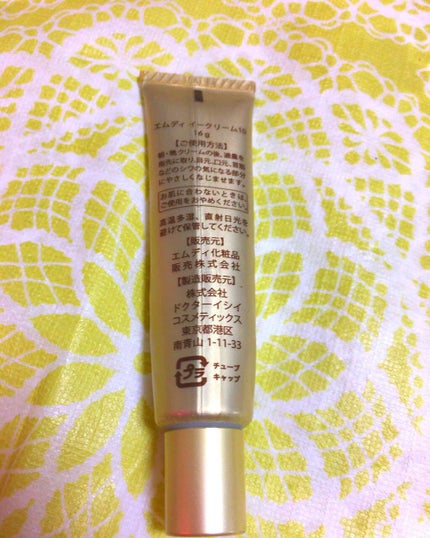 エムディ イークリーム16
16g
【ご使用方法】
朝・晩クリームの後、適量を
指先に取り、目元、口元、首筋
などのシワの気になる部分
にやさしくなじませます。
お肌に合わないときは、
ご使用をおやめください。
高温多湿、直射日光を
避けて保管してください。
【販売元】
エムディ化粧品
販売株式会社
【製造販売元】
株式会社
ドクターイシイ
コスメティックス
東京都港区
南青山 1-11-33
プラ
チューブ
キャップ